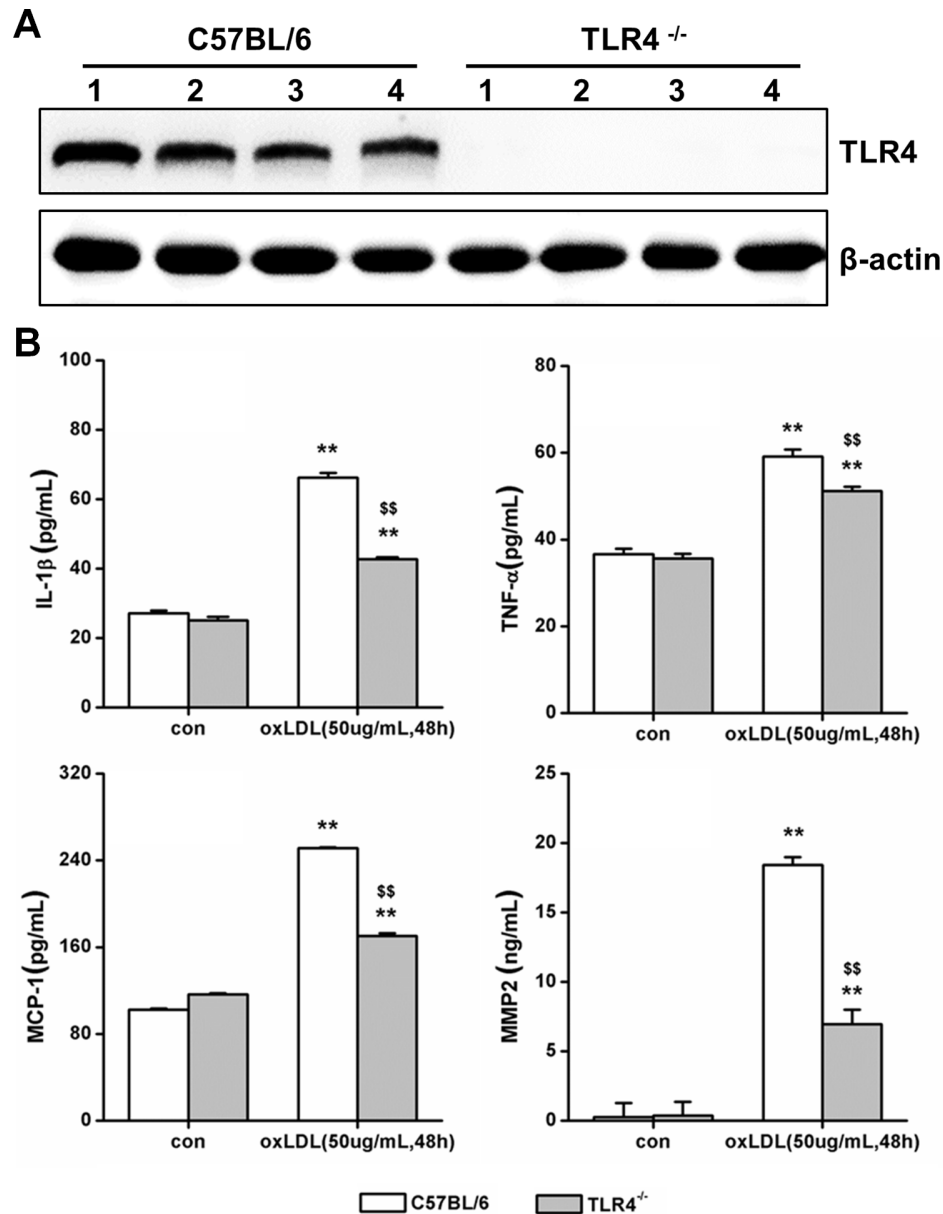 A
C57BL/6 TLR4 -/-
1 2 3 4 1 2 3 4
TLR4
β-actin
B
100
80
60
40
20
0
IL-1β (pg/mL)
**
$$
**
con oxLDL(50ug/mL,48h)
80
60
40
20
0
TNF-α(pg/mL)
**
$$
**
con oxLDL(50ug/mL,48h)
320
240
160
80
0
MCP-1(pg/mL)
**
$$
**
con oxLDL(50ug/mL,48h)
25
20
15
10
5
0
MMP2 (ng/mL)
**
$$
**
con oxLDL(50ug/mL,48h)
C57BL/6 TLR4-/-